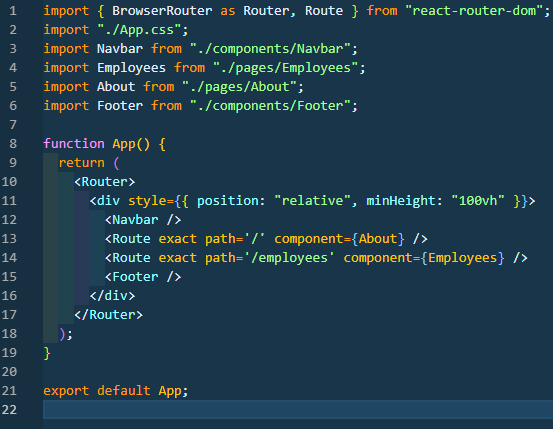 1 import { BrowserRouter as Router, Route } from "react-router-dom";
2 import "./App.css";
3 import Navbar from "./components/Navbar";
4 import Employees from "./pages/Employees";
5 import About from "./pages/About";
6 import Footer from "./components/Footer";
7
8 function App() {
9   return (
10     <Router>
11       <div style={{ position: "relative", minHeight: "100vh" }}>
12         <Navbar />
13         <Route exact path='/' component={About} />
14         <Route exact path='/employees' component={Employees} />
15         <Footer />
16       </div>
17     </Router>
18   );
19 }
20
21 export default App;
22